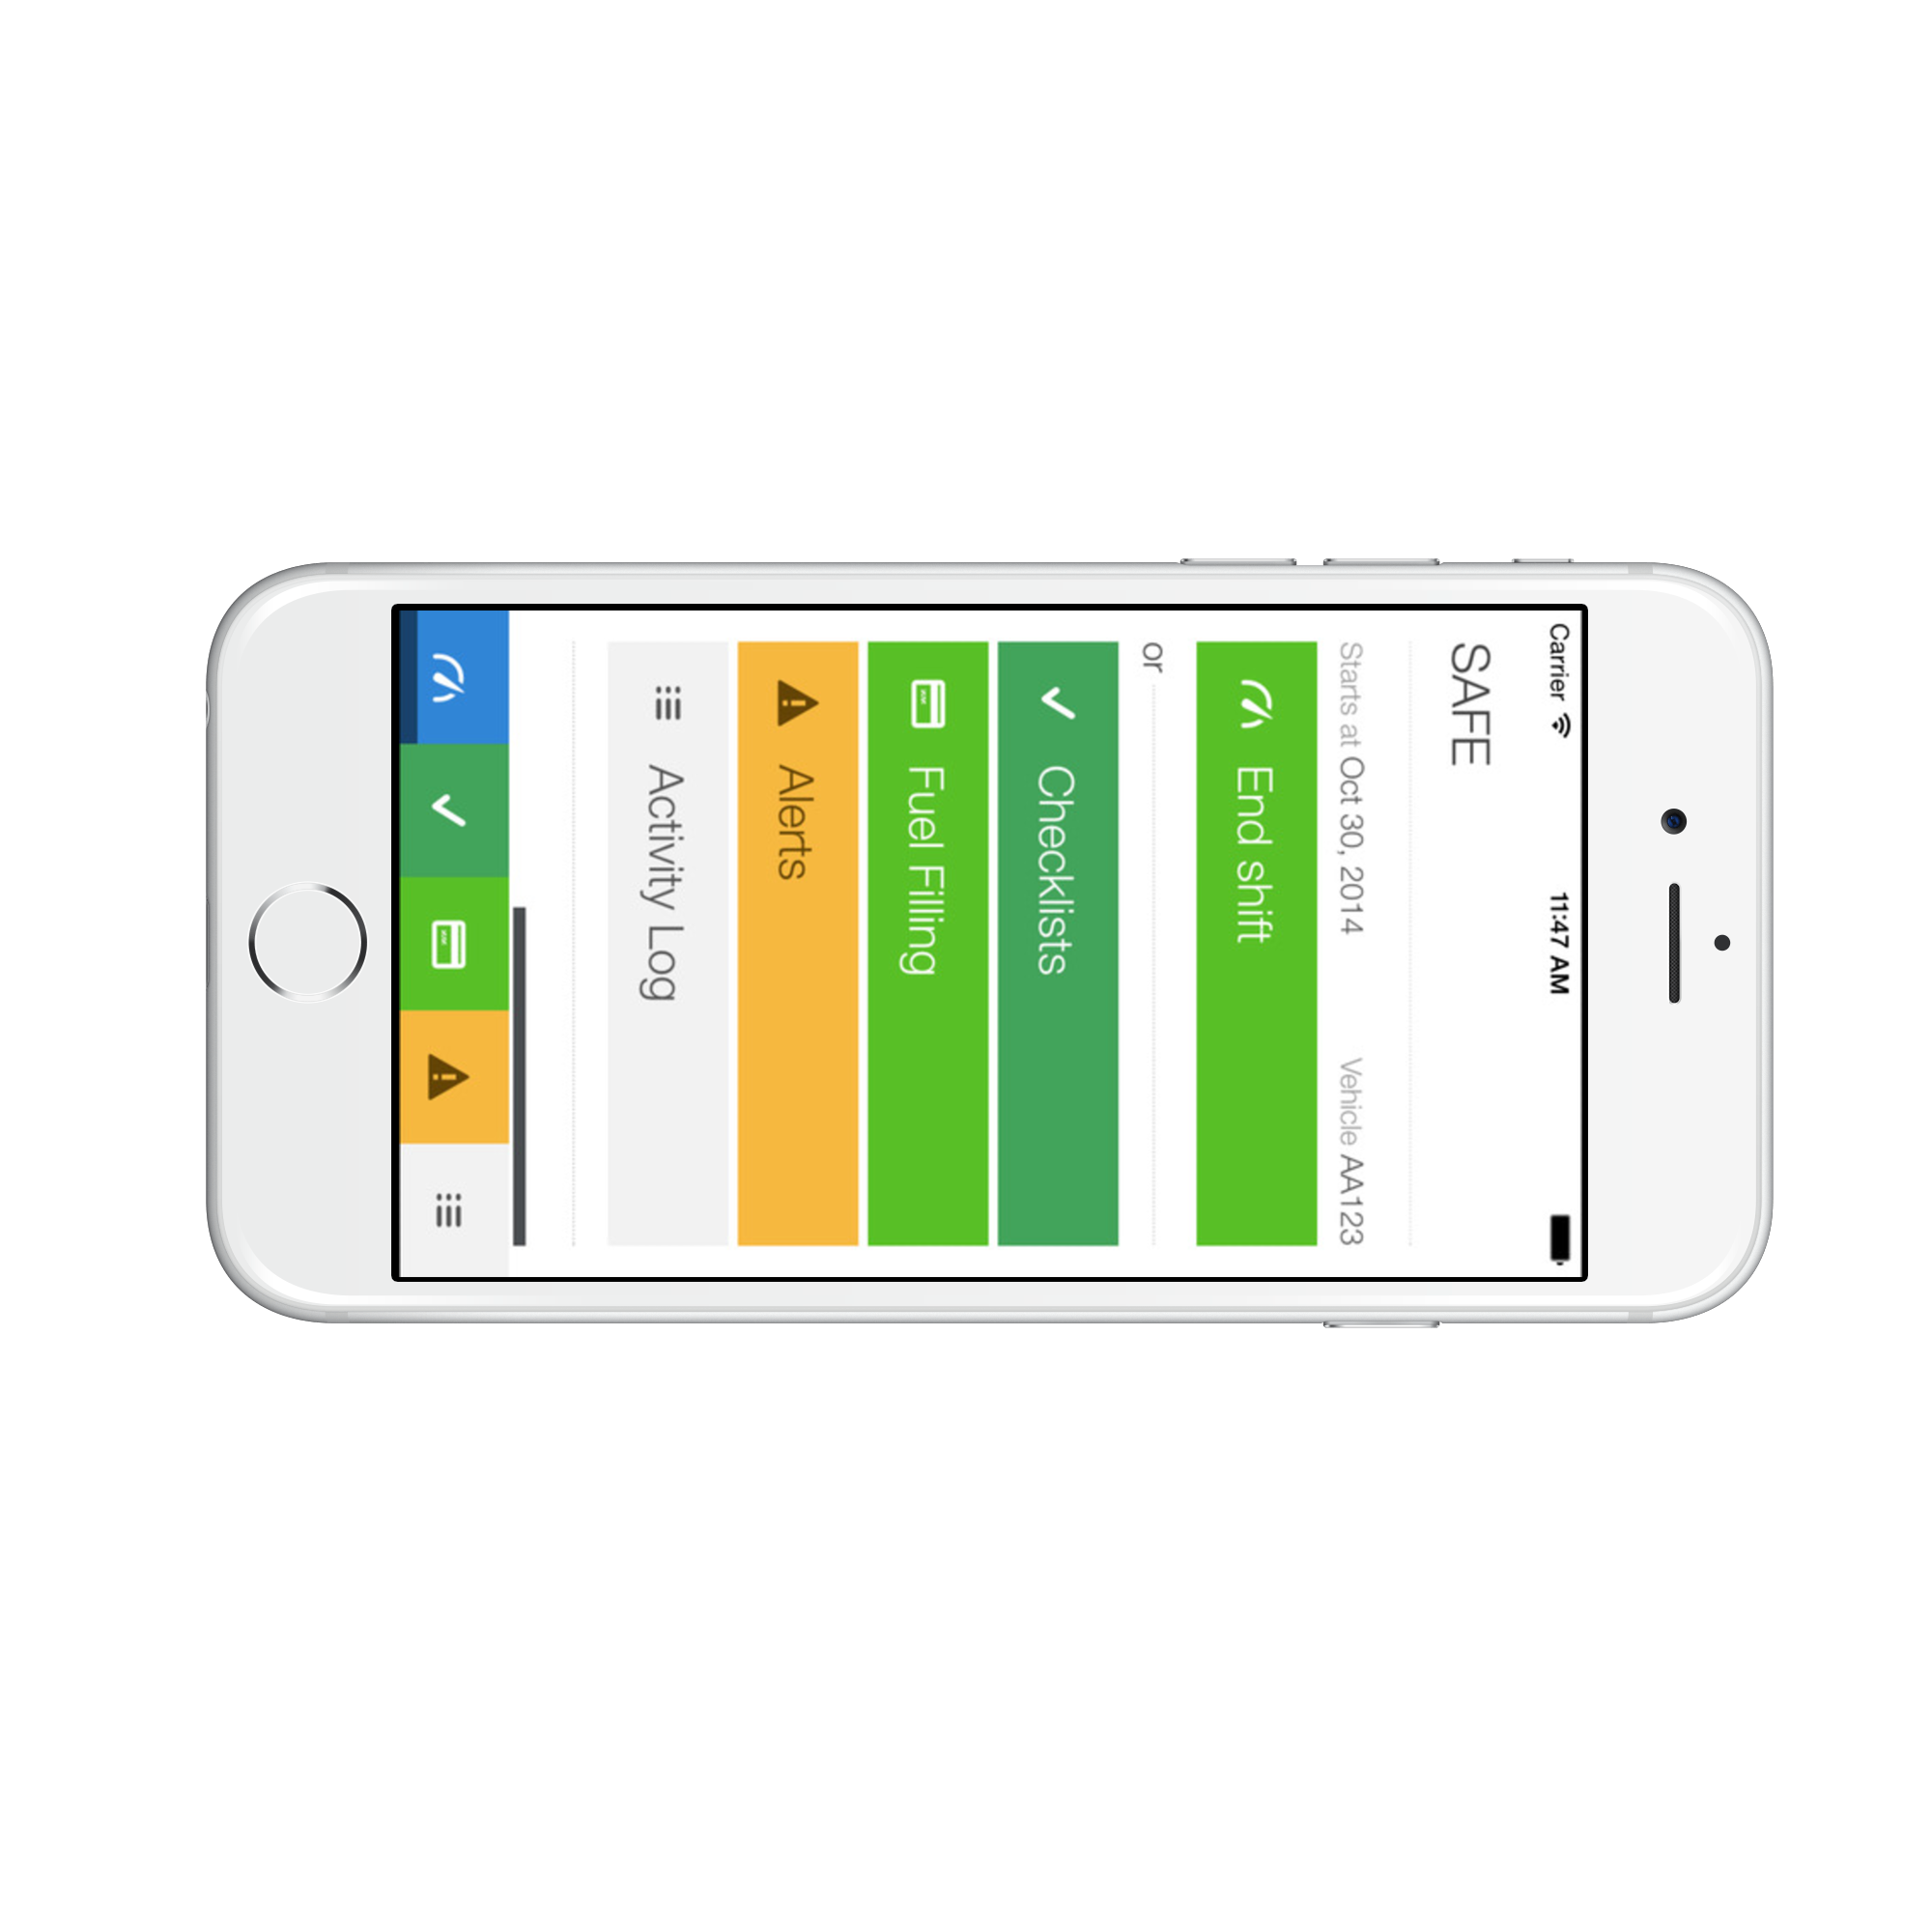 Carrier 11:47 AM
SAFE
Starts at Oct 30, 2014 Vehicle AA123
End shift
or
Checklists
Fuel Filling
Alerts
Activity Log